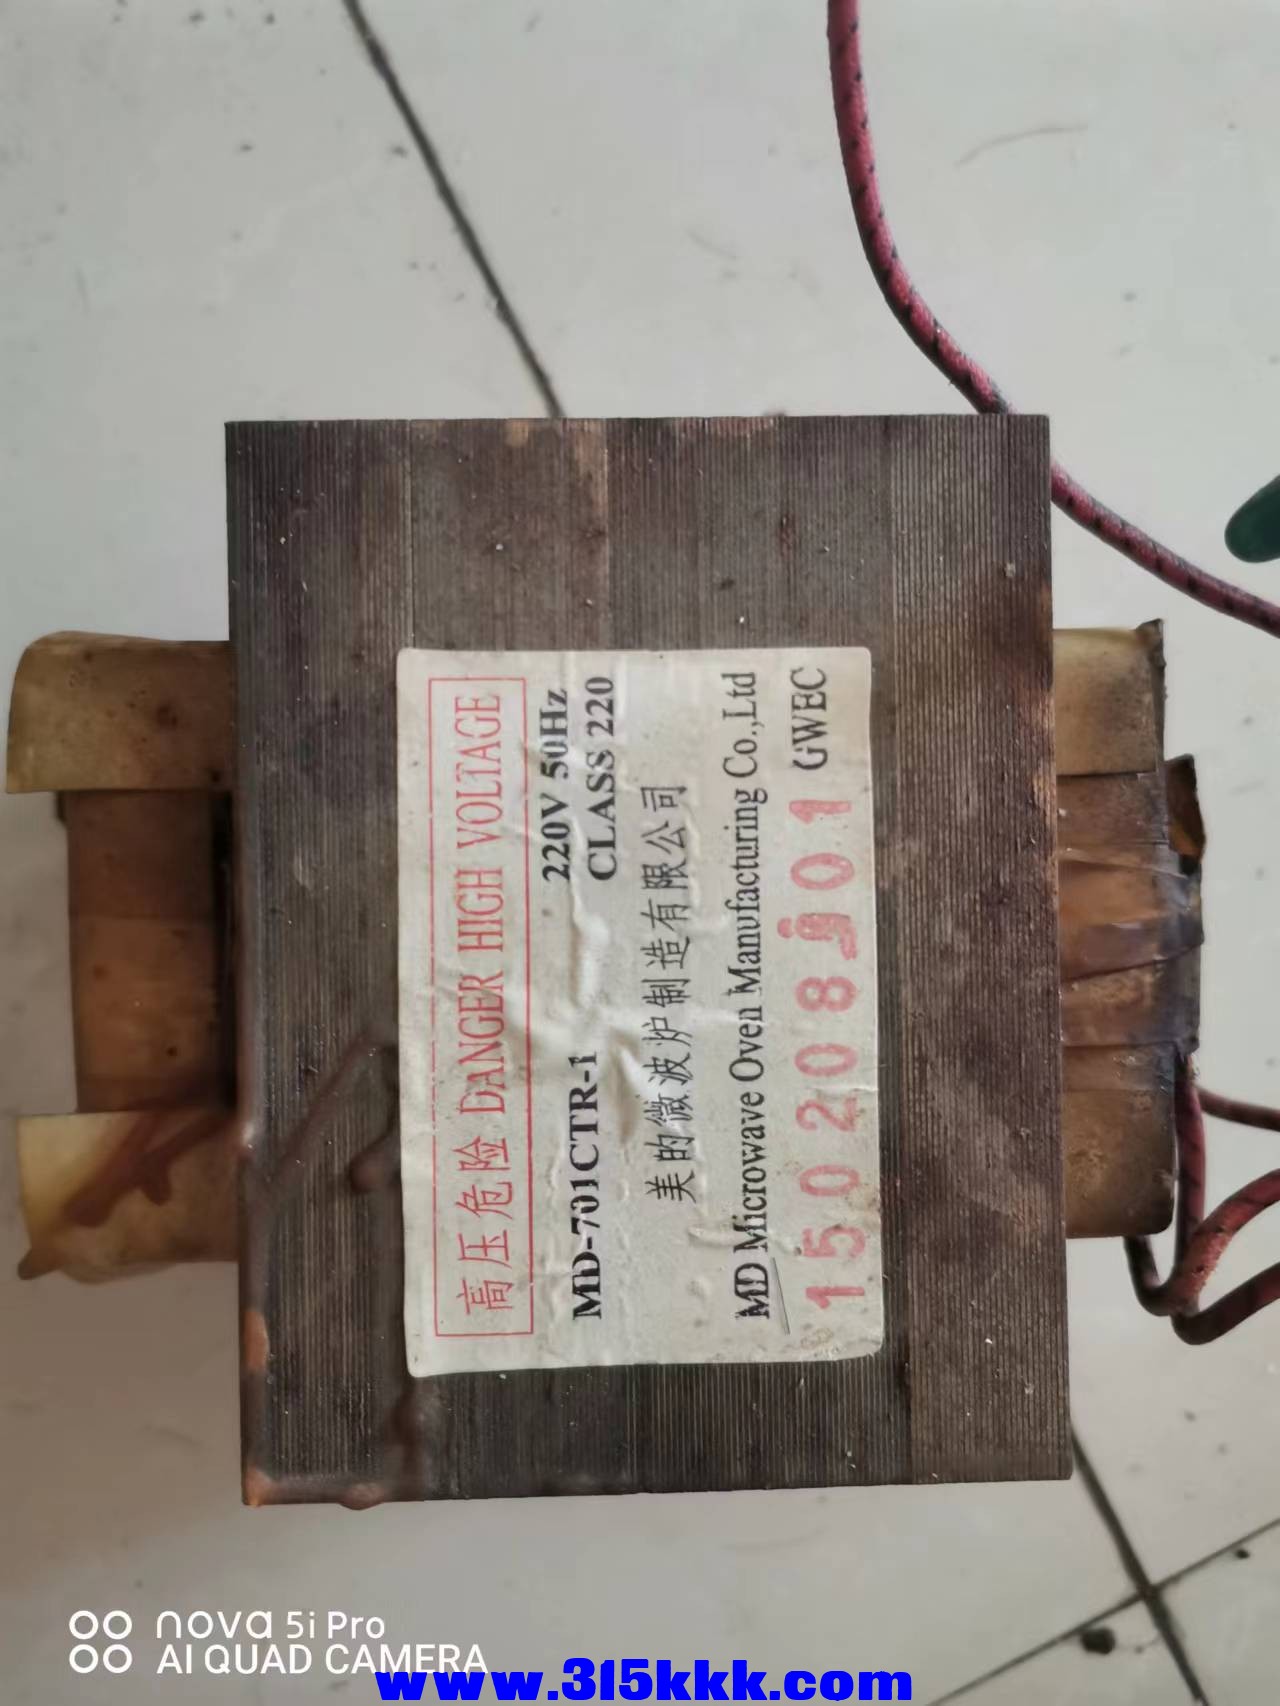 高压危险 DANGER HIGH VOLTAGE
MD-701CTR-1 220V 50Hz
CLASS 220
美的微波炉制造有限公司
MD Microwave Oven Manufacturing Co.,Ltd
GWEC
nova 5i Pro
AI QUAD CAMERA
www.315kkk.com